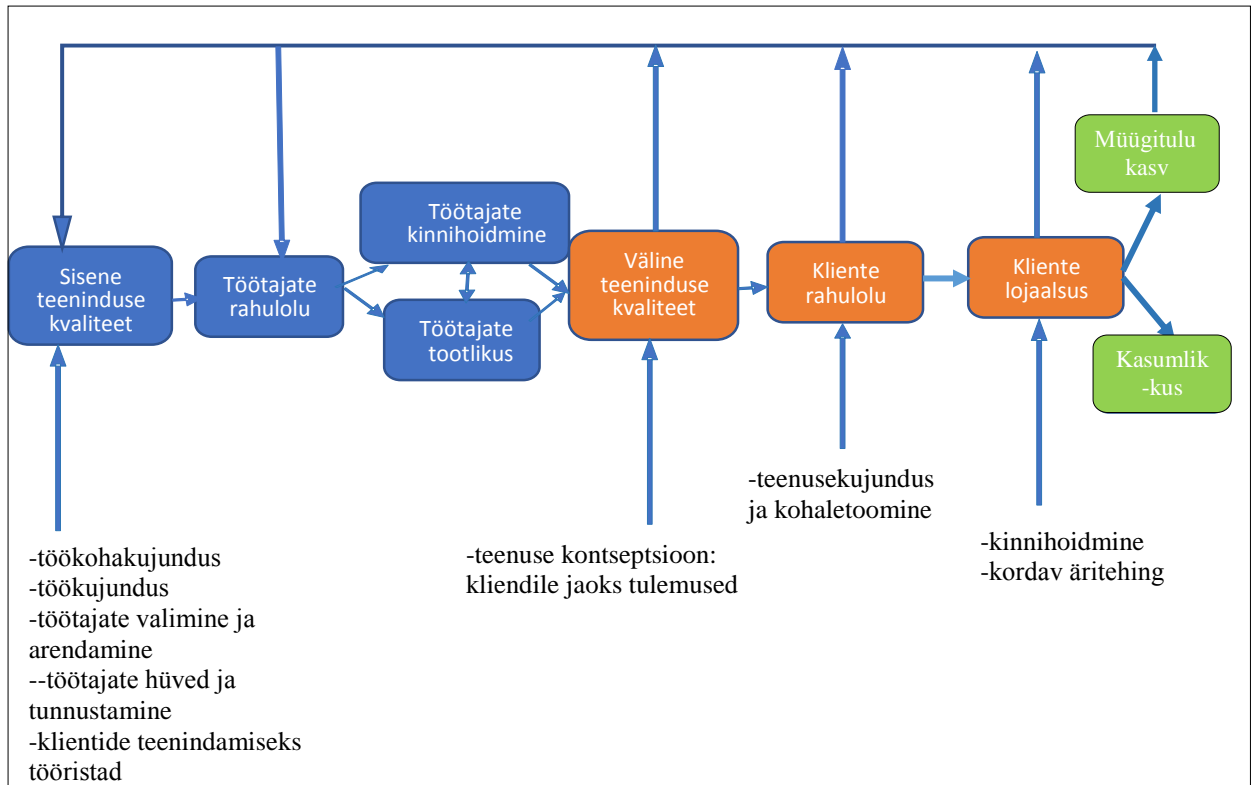 Müügitulu
kasv
Töötajate
kinnihoidmine
Sisene
teeninduse
kvaliteet
Töötajate
rahulolu
Töötajate
tootlikus
Väline
teeninduse
kvaliteet
Kliente
rahulolu
Kliente
lojaalsus
Kasumlik
-kus
-töökohakujundus
-töökujundus
-töötajate valimine ja
arendamine
--töötajate hüved ja
tunnustamine
-klientide teenindamiseks
tööristad
-teenuse kontseptsioon:
kliendile jaoks tulemused
-teenusekujundus
ja kohaletoomine
-kinnihoidmine
-kordav äritehing